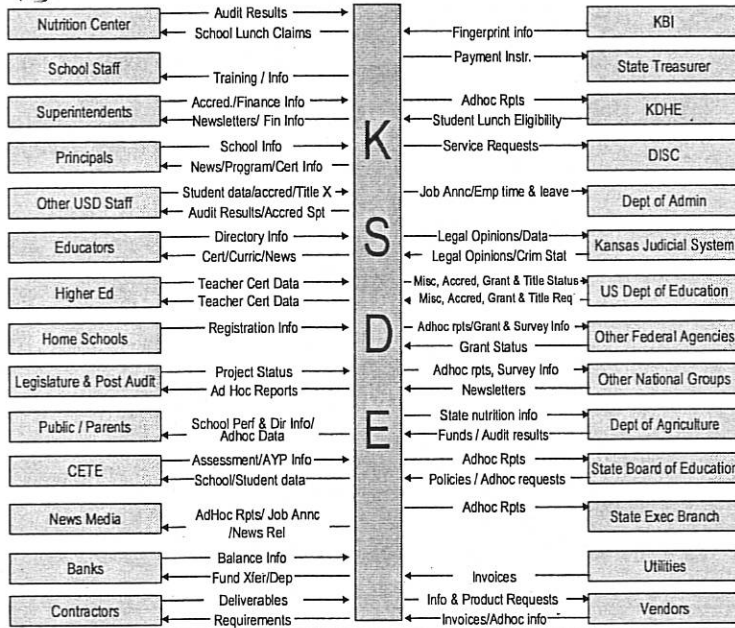 Nutrition Center
Audit Results
School Lunch Claims
School Staff
Training / Info
Superintendents
Accred./Finance Info
Newsletters/ Fin Info
Principals
School Info
News/Program/Cert Info
Other USD Staff
Student data/accred/Title X
Audit Results/Accred Spt
Educators
Directory Info
Cert/Curric/News
Higher Ed
Teacher Cert Data
Teacher Cert Data
Home Schools
Registration Info
Legislature & Post Audit
Project Status
Ad Hoc Reports
Public / Parents
School Perf & Dir Info/
Adhoc Data
CETE
Assessment/AYP Info
School/Student data
News Media
AdHoc Rpts/ Job Annc
/News Rel
Banks
Balance Info
Fund Xfer/Dep
Contractors
Deliverables
Requirements
K
S
D
E
Fingerprint info
KBI
Payment Instr.
State Treasurer
Adhoc Rpts
Student Lunch Eligibility
KDHE
Service Requests
DISC
Job Annc/Emp time & leave
Dept of Admin
Legal Opinions/Data
Legal Opinions/Crim Stat
Kansas Judicial System
Misc, Accred, Grant & Title Status
Misc, Accred, Grant & Title Req
US Dept of Education
Adhoc rpts/Grant & Survey Info
Grant Status
Other Federal Agencies
Adhoc rpts, Survey Info
Newsletters
Other National Groups
State nutrition info
Funds / Audit results
Dept of Agriculture
Adhoc Rpts
Policies / Adhoc requests
State Board of Education
Adhoc Rpts
State Exec Branch
Invoices
Utilities
Info & Product Requests
Invoices/Adhoc info
Vendors